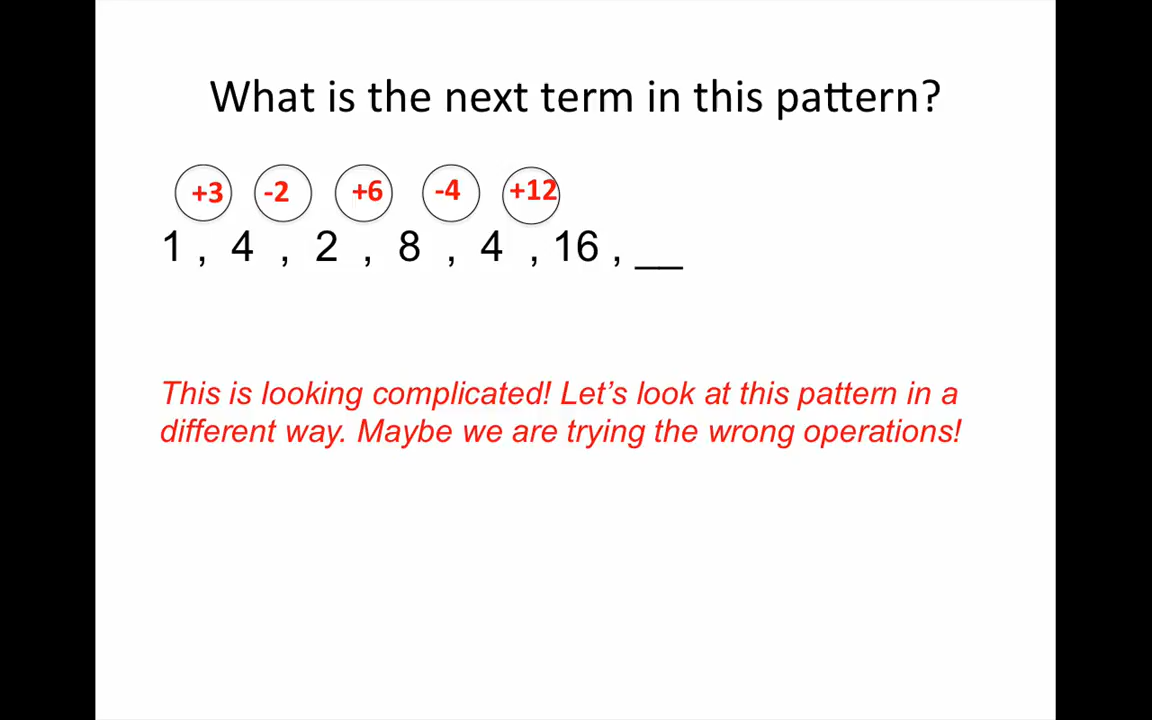 What is the next term in this pattern?
+3 -2 +6 -4 +12
1 , 4 , 2 , 8 , 4 , 16 , __
This is looking complicated! Let’s look at this pattern in a
different way. Maybe we are trying the wrong operations!